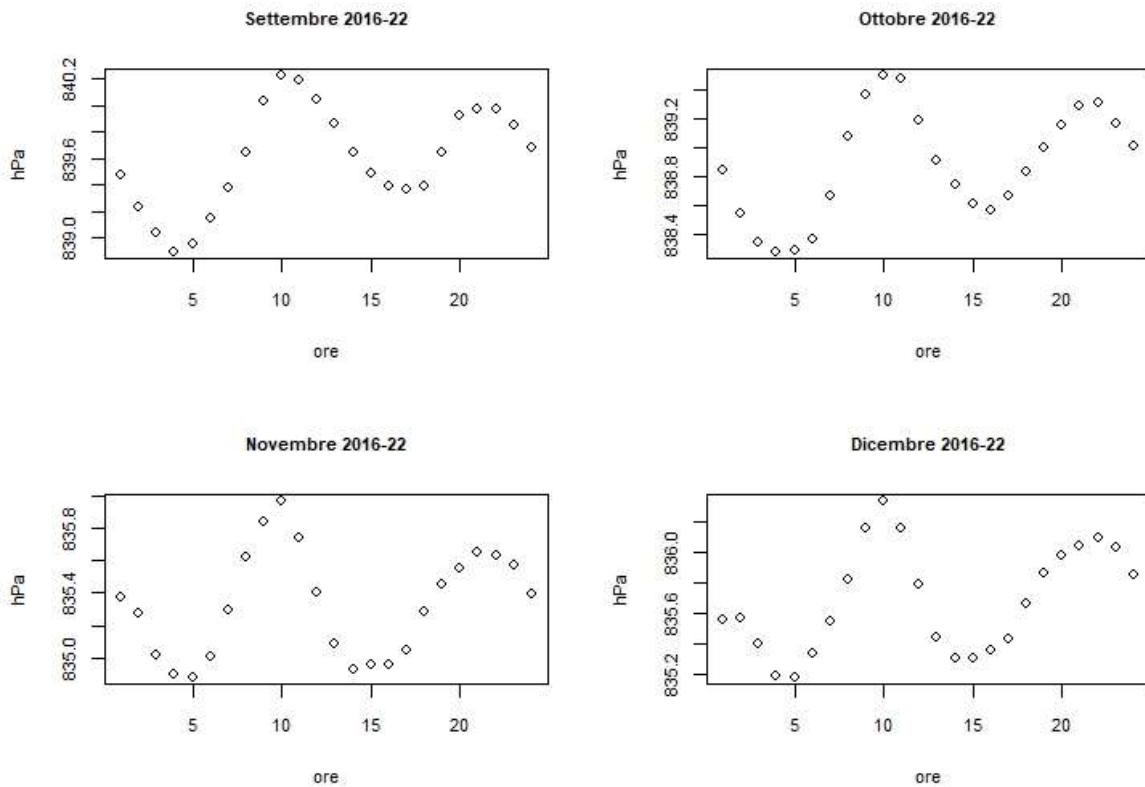 Settembre 2016-22
hPa
840.2
839.6
839.0
5 10 15 20
ore
Ottobre 2016-22
hPa
839.2
838.8
838.4
5 10 15 20
ore
Novembre 2016-22
hPa
835.8
835.4
835.0
5 10 15 20
ore
Dicembre 2016-22
hPa
836.0
835.6
835.2
5 10 15 20
ore